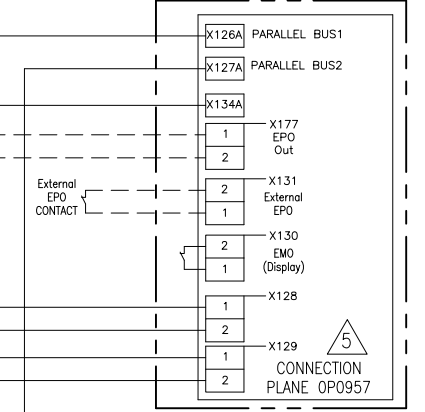 X126A PARALLEL BUS1
X127A PARALLEL BUS2
X134A
X177
1
EPO
Out
2
External
EPO
CONTACT
X131
2
External
EPO
1
X130
2
EMO
(Display)
1
X128
1
2
5
X129
1
CONNECTION
2
PLANE 0P0957